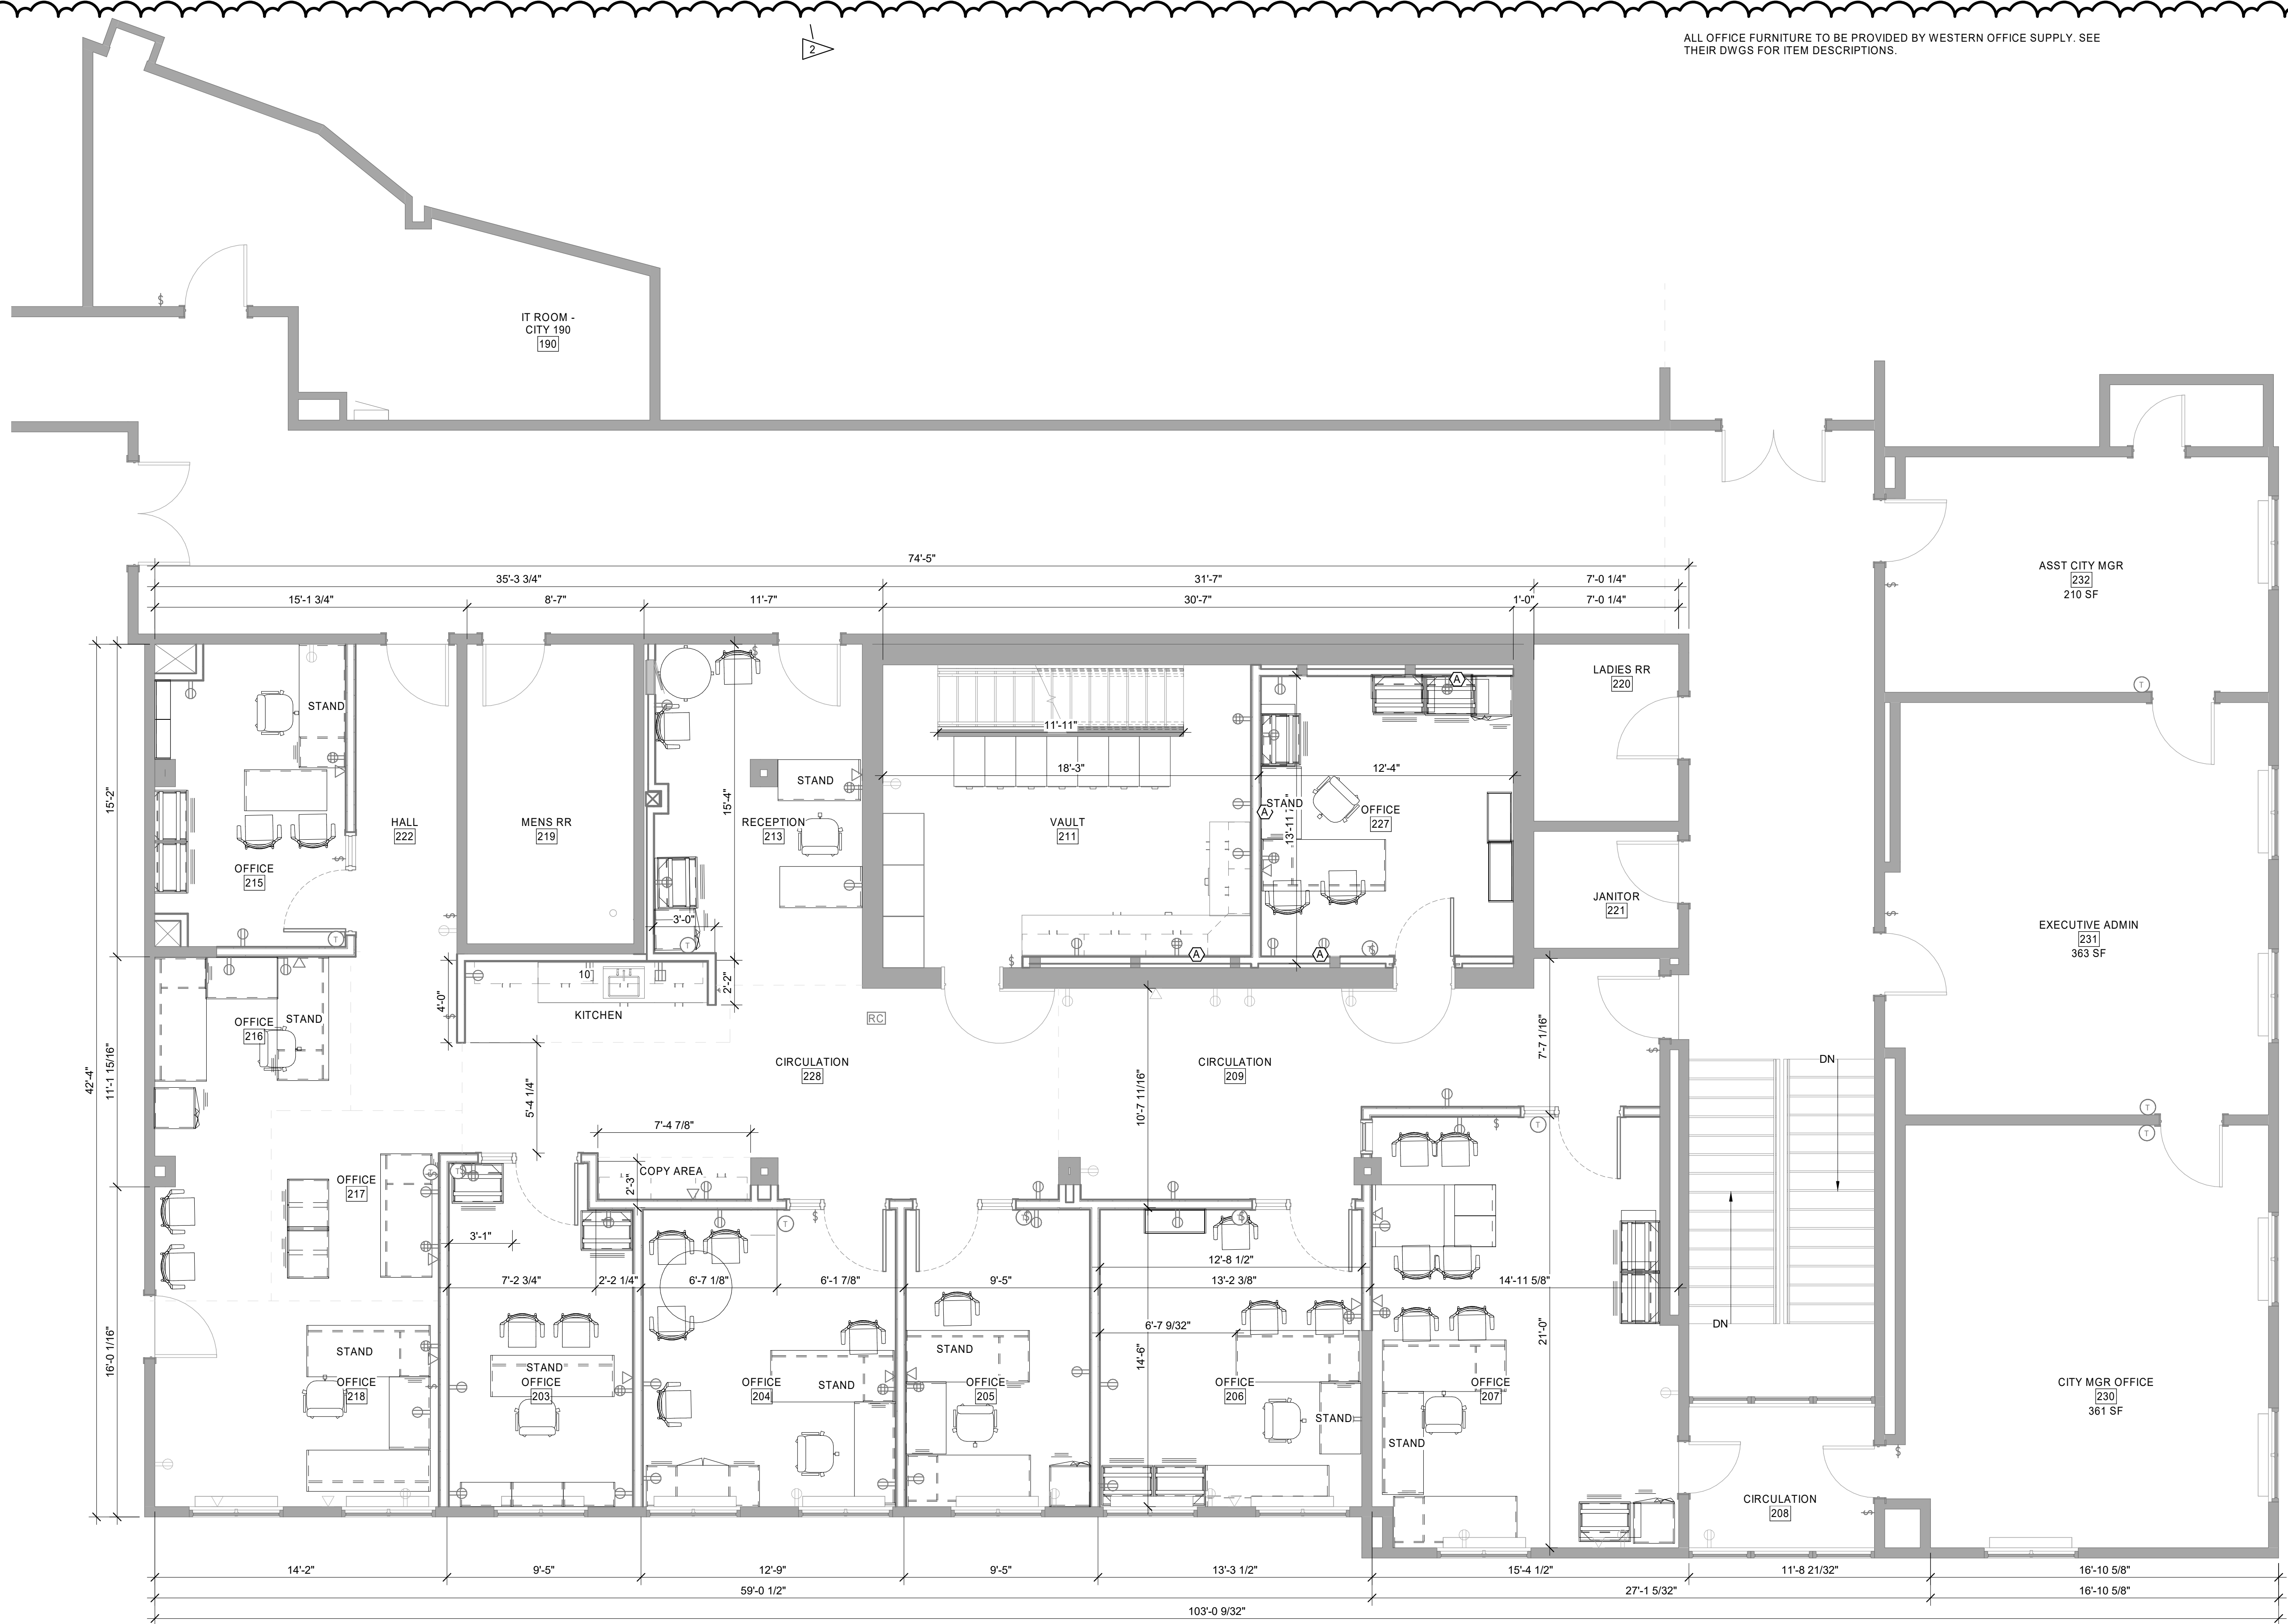 2
ALL OFFICE FURNITURE TO BE PROVIDED BY WESTERN OFFICE SUPPLY. SEE
THEIR DWGS FOR ITEM DESCRIPTIONS.
$
IT ROOM -
CITY 190
190
74'-5"
35'-3 3/4"
31'-7"
7'-0 1/4"
15'-1 3/4"
8'-7"
11'-7"
30'-7"
1'-0"
7'-0 1/4"
ASST CITY MGR
232
210 SF
$
T
LADIES RR
220
STAND
HALL
222
MENS RR
219
OFFICE
215
T
$
$
STAND
RECEPTION
213
15'-4"
3'-0"
T
$
11'-11"
18'-3"
12'-4"
VAULT
211
STAND
OFFICE
227
13'-11 "
A
A
A
A
T
$
JANITOR
221
EXECUTIVE ADMIN
231
363 SF
$
T
42'-4"
15'-2"
11'-1 15/16"
16'-0 1/16"
OFFICE
216
STAND
10
KITCHEN
4'-0"
2'-2"
$
RC
CIRCULATION
228
CIRCULATION
209
5'-4 1/4"
10'-7 11/16"
7'-7 1/16"
$
DN
DN
7'-4 7/8"
COPY AREA
2'-3"
OFFICE
217
T
T
T
$
$
T
T
3'-1"
7'-2 3/4"
2'-2 1/4"
6'-7 1/8"
6'-1 7/8"
9'-5"
12'-8 1/2"
13'-2 3/8"
14'-11 5/8"
6'-7 9/32"
14'-6"
21'-0"
STAND
OFFICE
218
STAND
OFFICE
203
OFFICE
204
STAND
STAND
OFFICE
205
OFFICE
206
STAND
OFFICE
207
STAND
CITY MGR OFFICE
230
361 SF
$
CIRCULATION
208
$
14'-2"
9'-5"
12'-9"
9'-5"
13'-3 1/2"
15'-4 1/2"
11'-8 21/32"
16'-10 5/8"
59'-0 1/2"
27'-1 5/32"
16'-10 5/8"
103'-0 9/32"